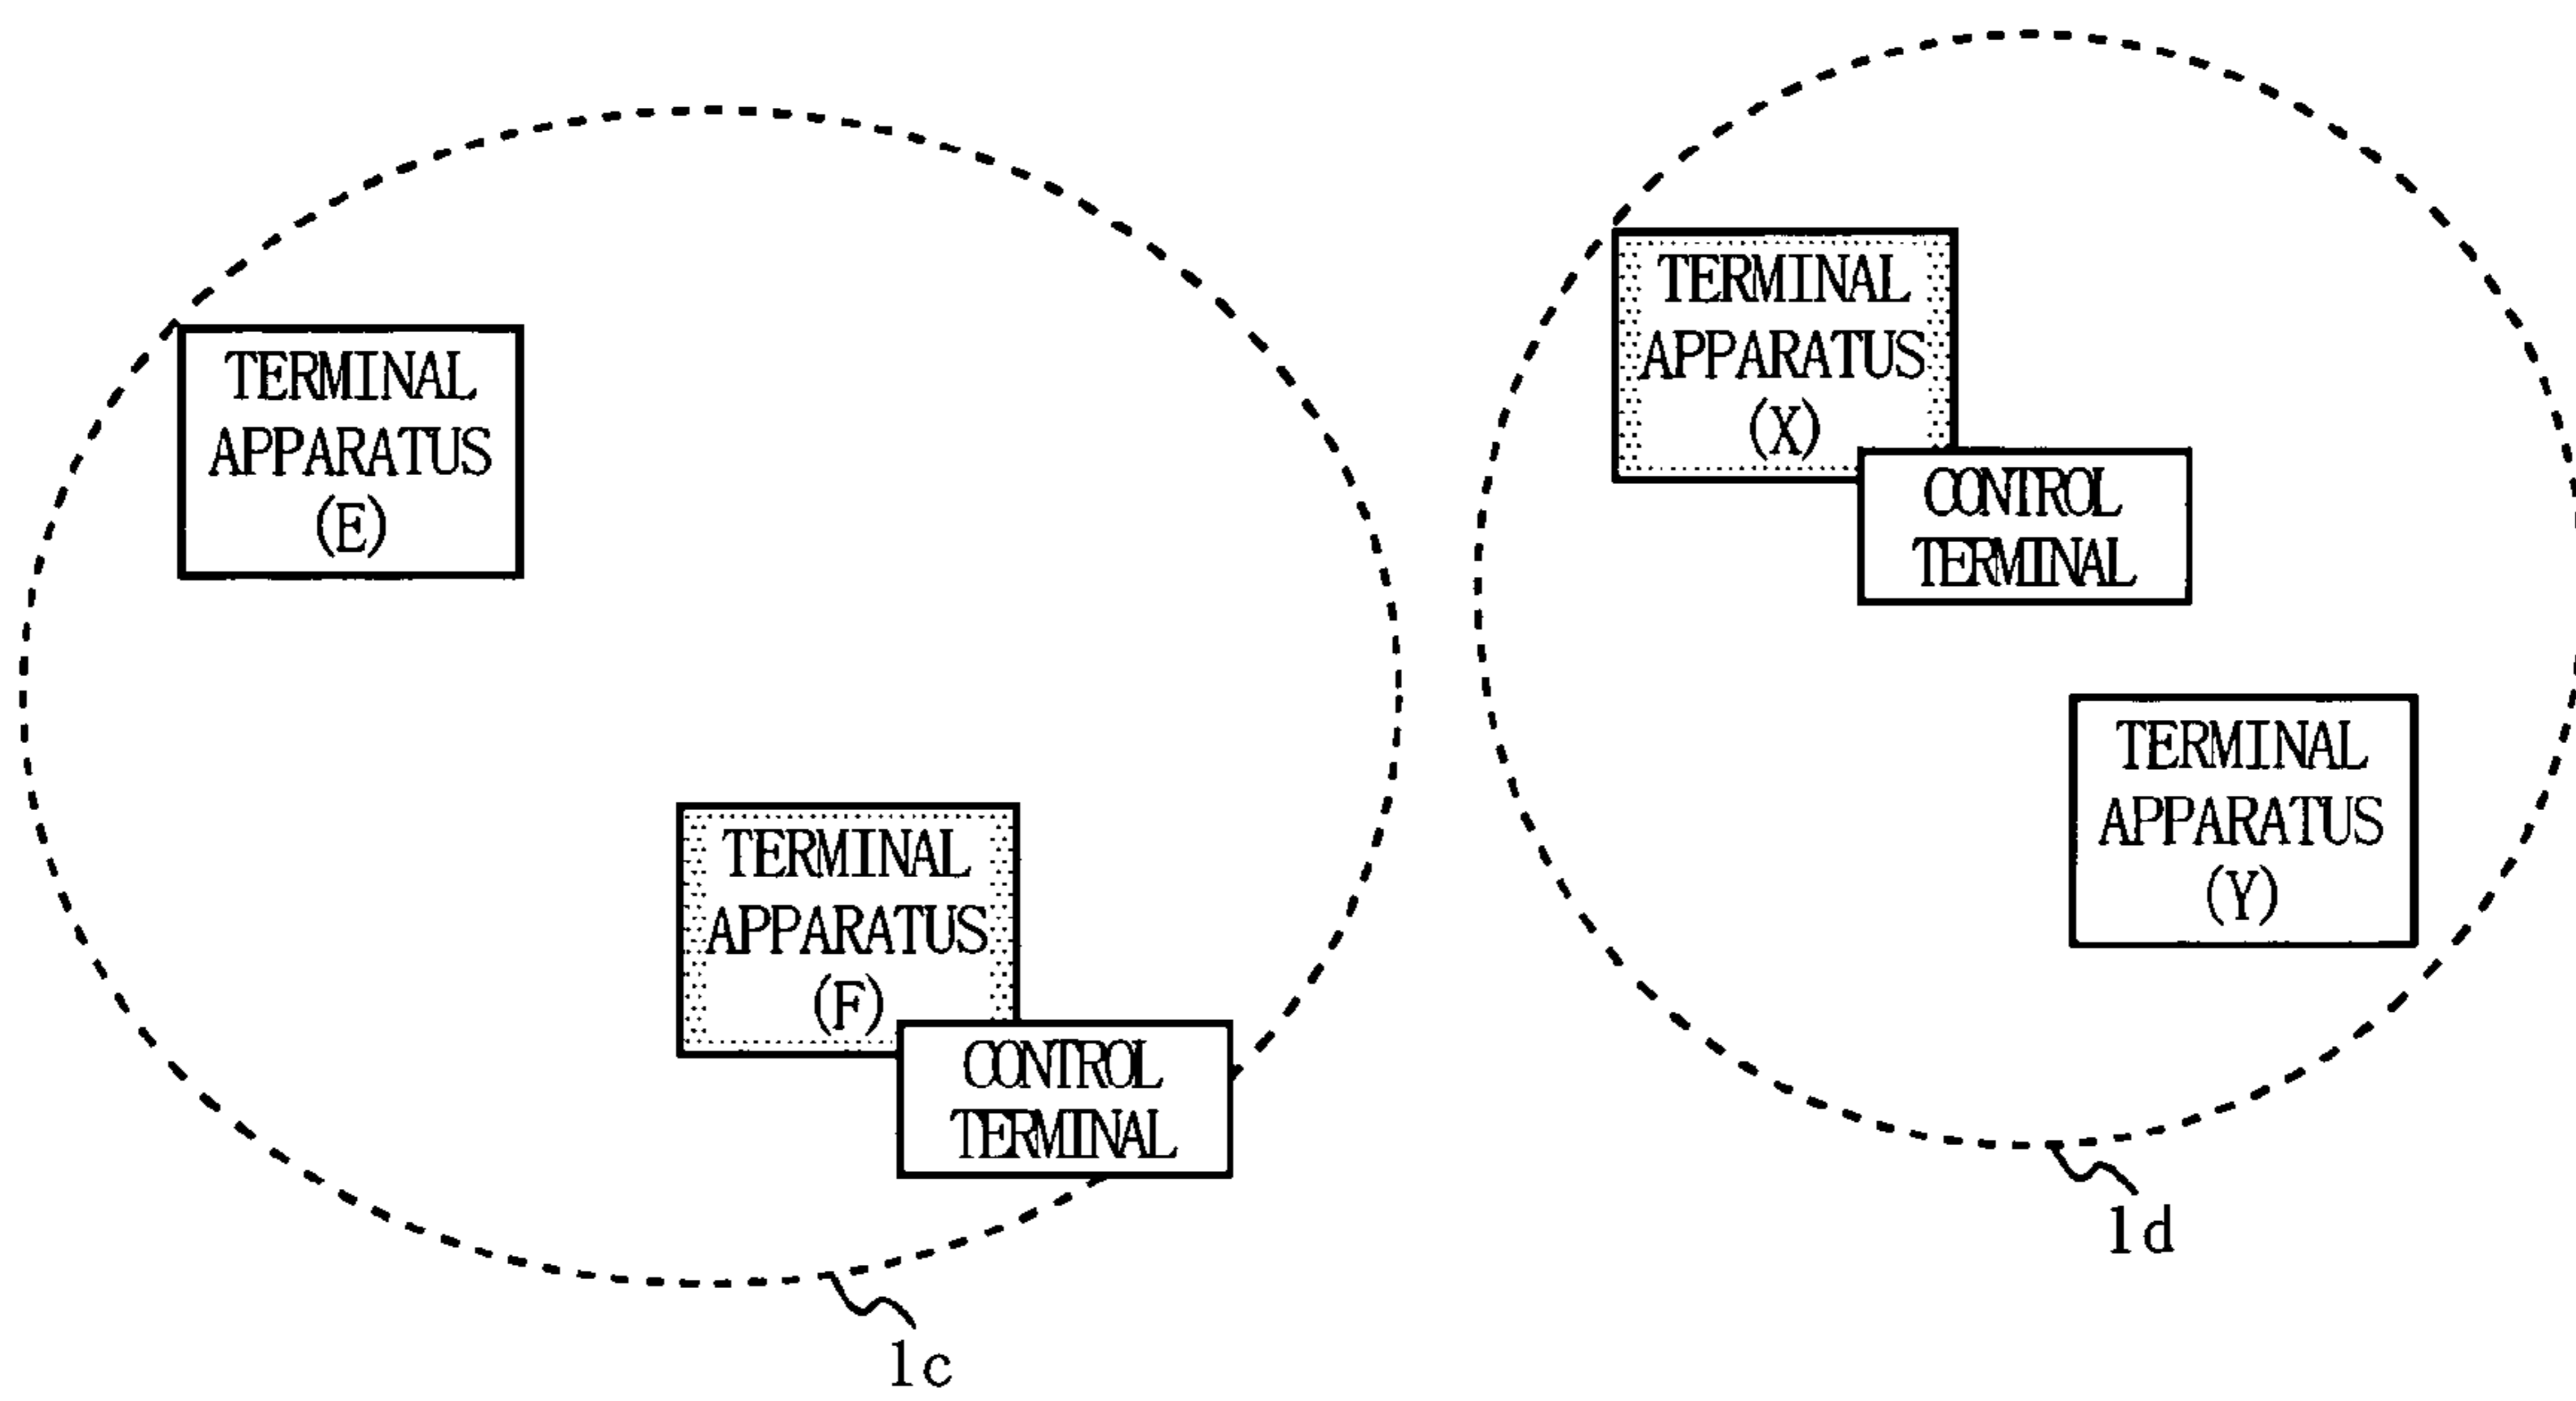 TERMINAL
APPARATUS
(E)
TERMINAL
APPARATUS
(F)
CONTROL
TERMINAL
1c
TERMINAL
APPARATUS
(X)
CONTROL
TERMINAL
TERMINAL
APPARATUS
(Y)
1d